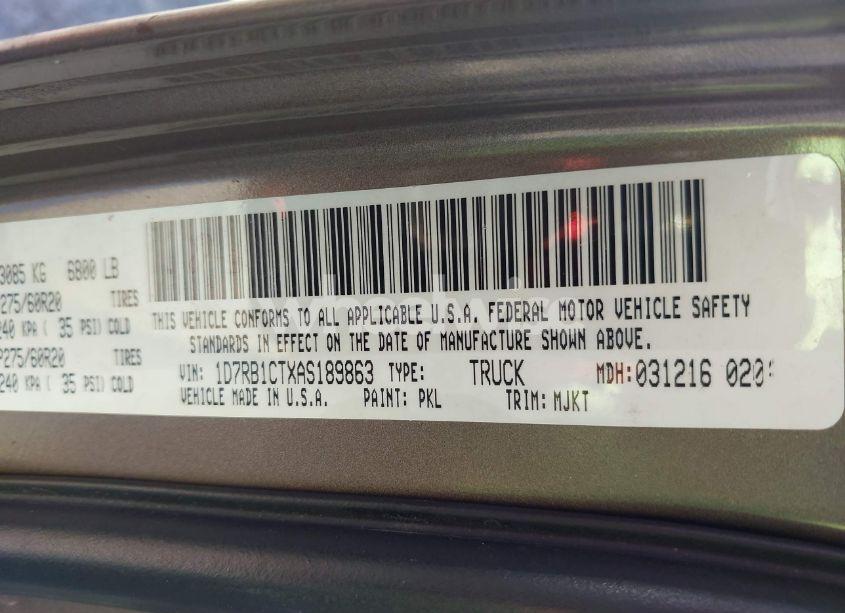 3085 KG 6800 LB
275/60R20 TIRES
240 KPA ( 35 PSI) COLD
P275/60R20 TIRES
240 KPA ( 35 PSI) COLD
THIS VEHICLE CONFORMS TO ALL APPLICABLE U.S.A. FEDERAL MOTOR VEHICLE SAFETY
STANDARDS IN EFFECT ON THE DATE OF MANUFACTURE SHOWN ABOVE.
VIN: 1D7RB1CTXAS189863 TYPE: TRUCK MDH: 031216 020
VEHICLE MADE IN U.S.A. PAINT: PKL TRIM: MJKT